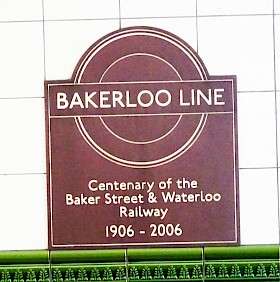 BAKERLOO LINE
Centenary of the
Baker Street & Waterloo
Railway
1906 - 2006